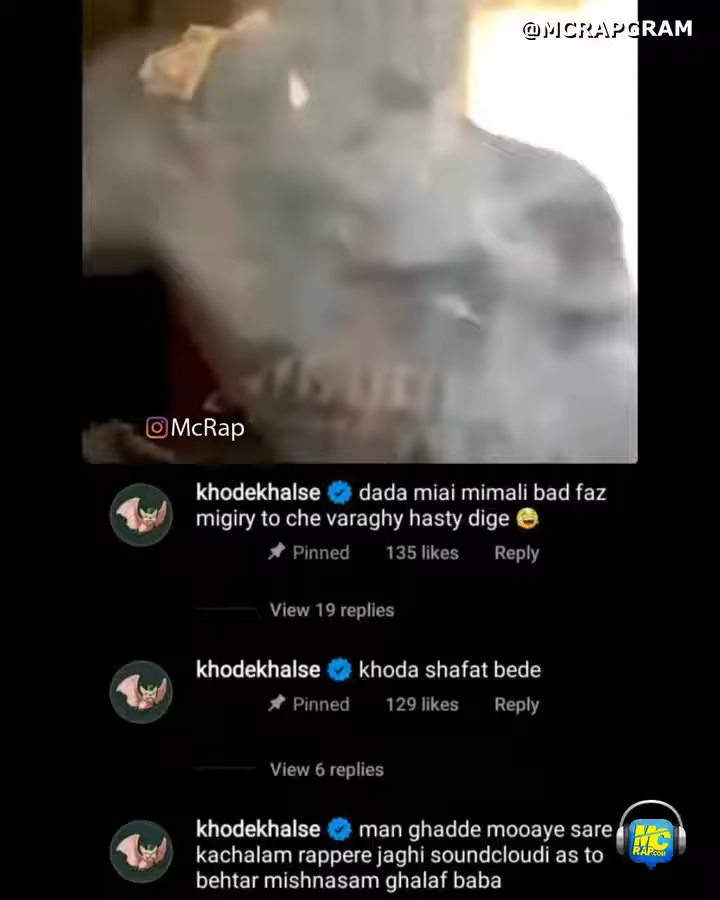 @MCRAPGRAM
McRap
khodekhalse dada miai mimali bad faz
migiry to che varaghy hasty dige 😂
Pinned 135 likes Reply
View 19 replies
khodekhalse khoda shafat bede
Pinned 129 likes Reply
View 6 replies
khodekhalse man ghadde mooaye sare
kachalam rappere jaghi soundcloudi as to
behtar mishnasam ghalaf baba
MC
RAP.COM